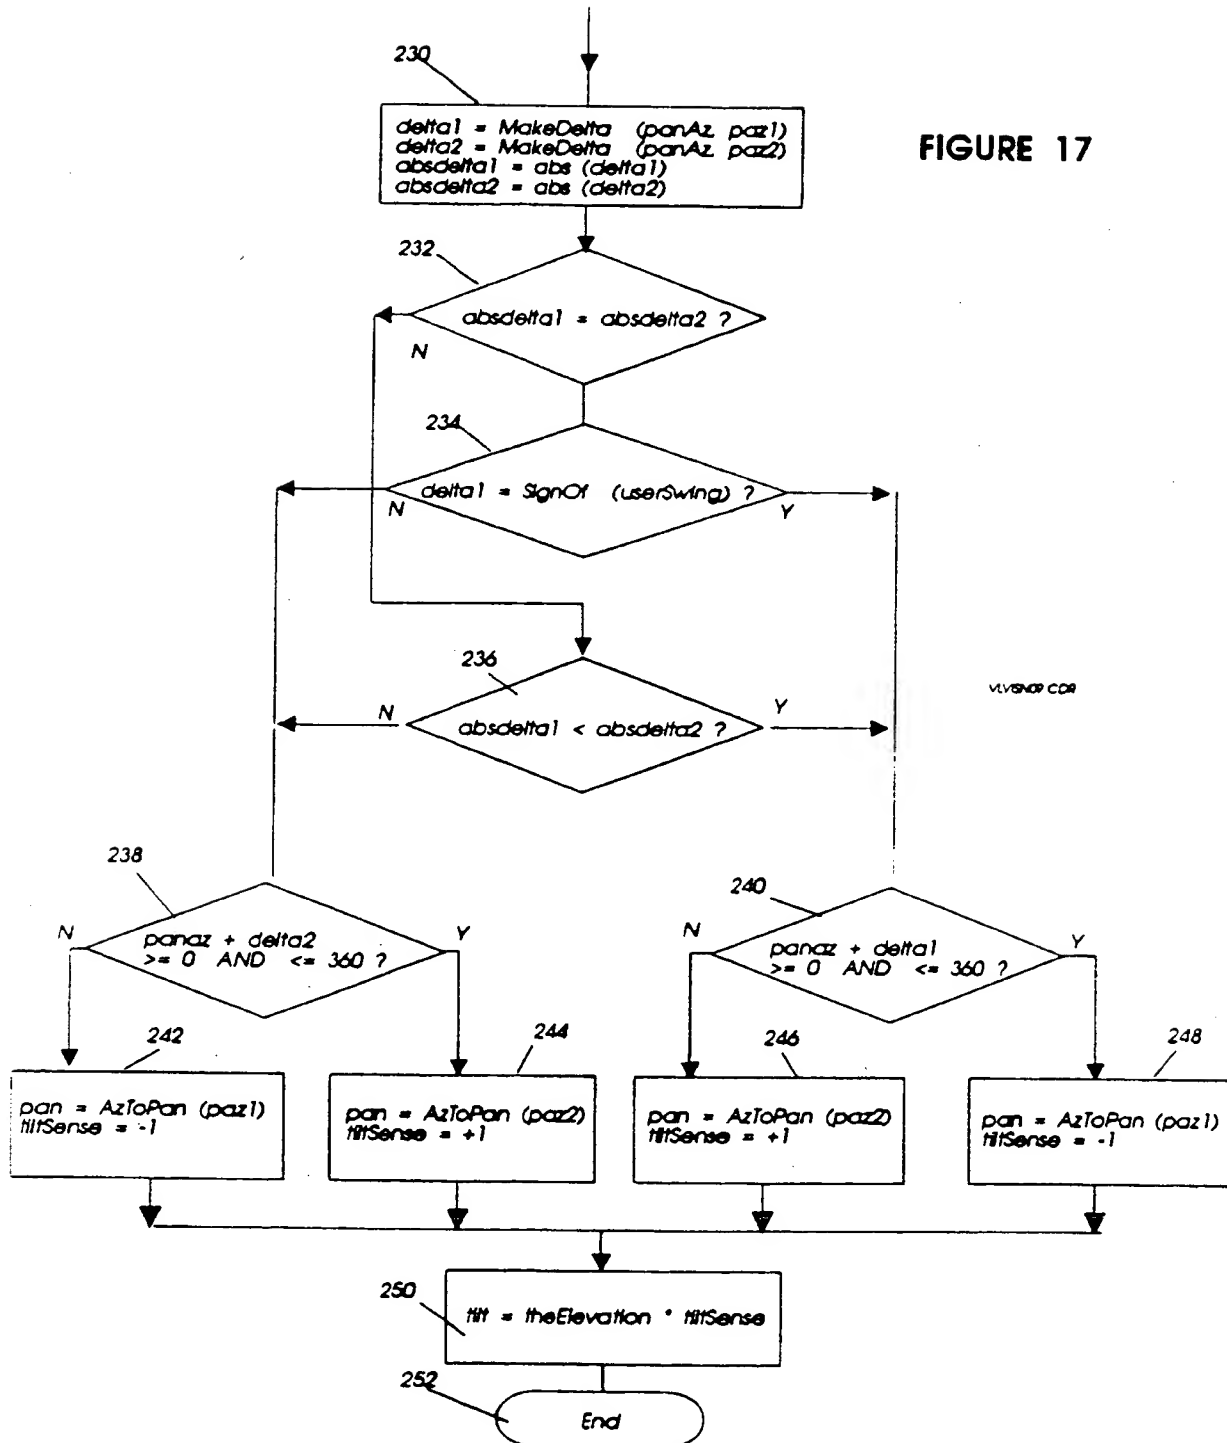 230
delta1 = MakeDelta (panAz paz1)
delta2 = MakeDelta (panAz paz2)
absdelta1 = abs (delta1)
absdelta2 = abs (delta2)
FIGURE 17
232
absdelta1 = absdelta2 ?
N
234
delta1 = SignOf (userSwing) ?
N
Y
236
absdelta1 < absdelta2 ?
N
Y
238
panaz + delta2
>= 0 AND <= 360 ?
N
Y
240
panaz + delta1
>= 0 AND <= 360 ?
N
Y
242
pan = AzToPan (paz1)
tiltSense = -1
244
pan = AzToPan (paz2)
tiltSense = +1
246
pan = AzToPan (paz2)
tiltSense = +1
248
pan = AzToPan (paz1)
tiltSense = -1
250
tilt = theElevation * tiltSense
252
End